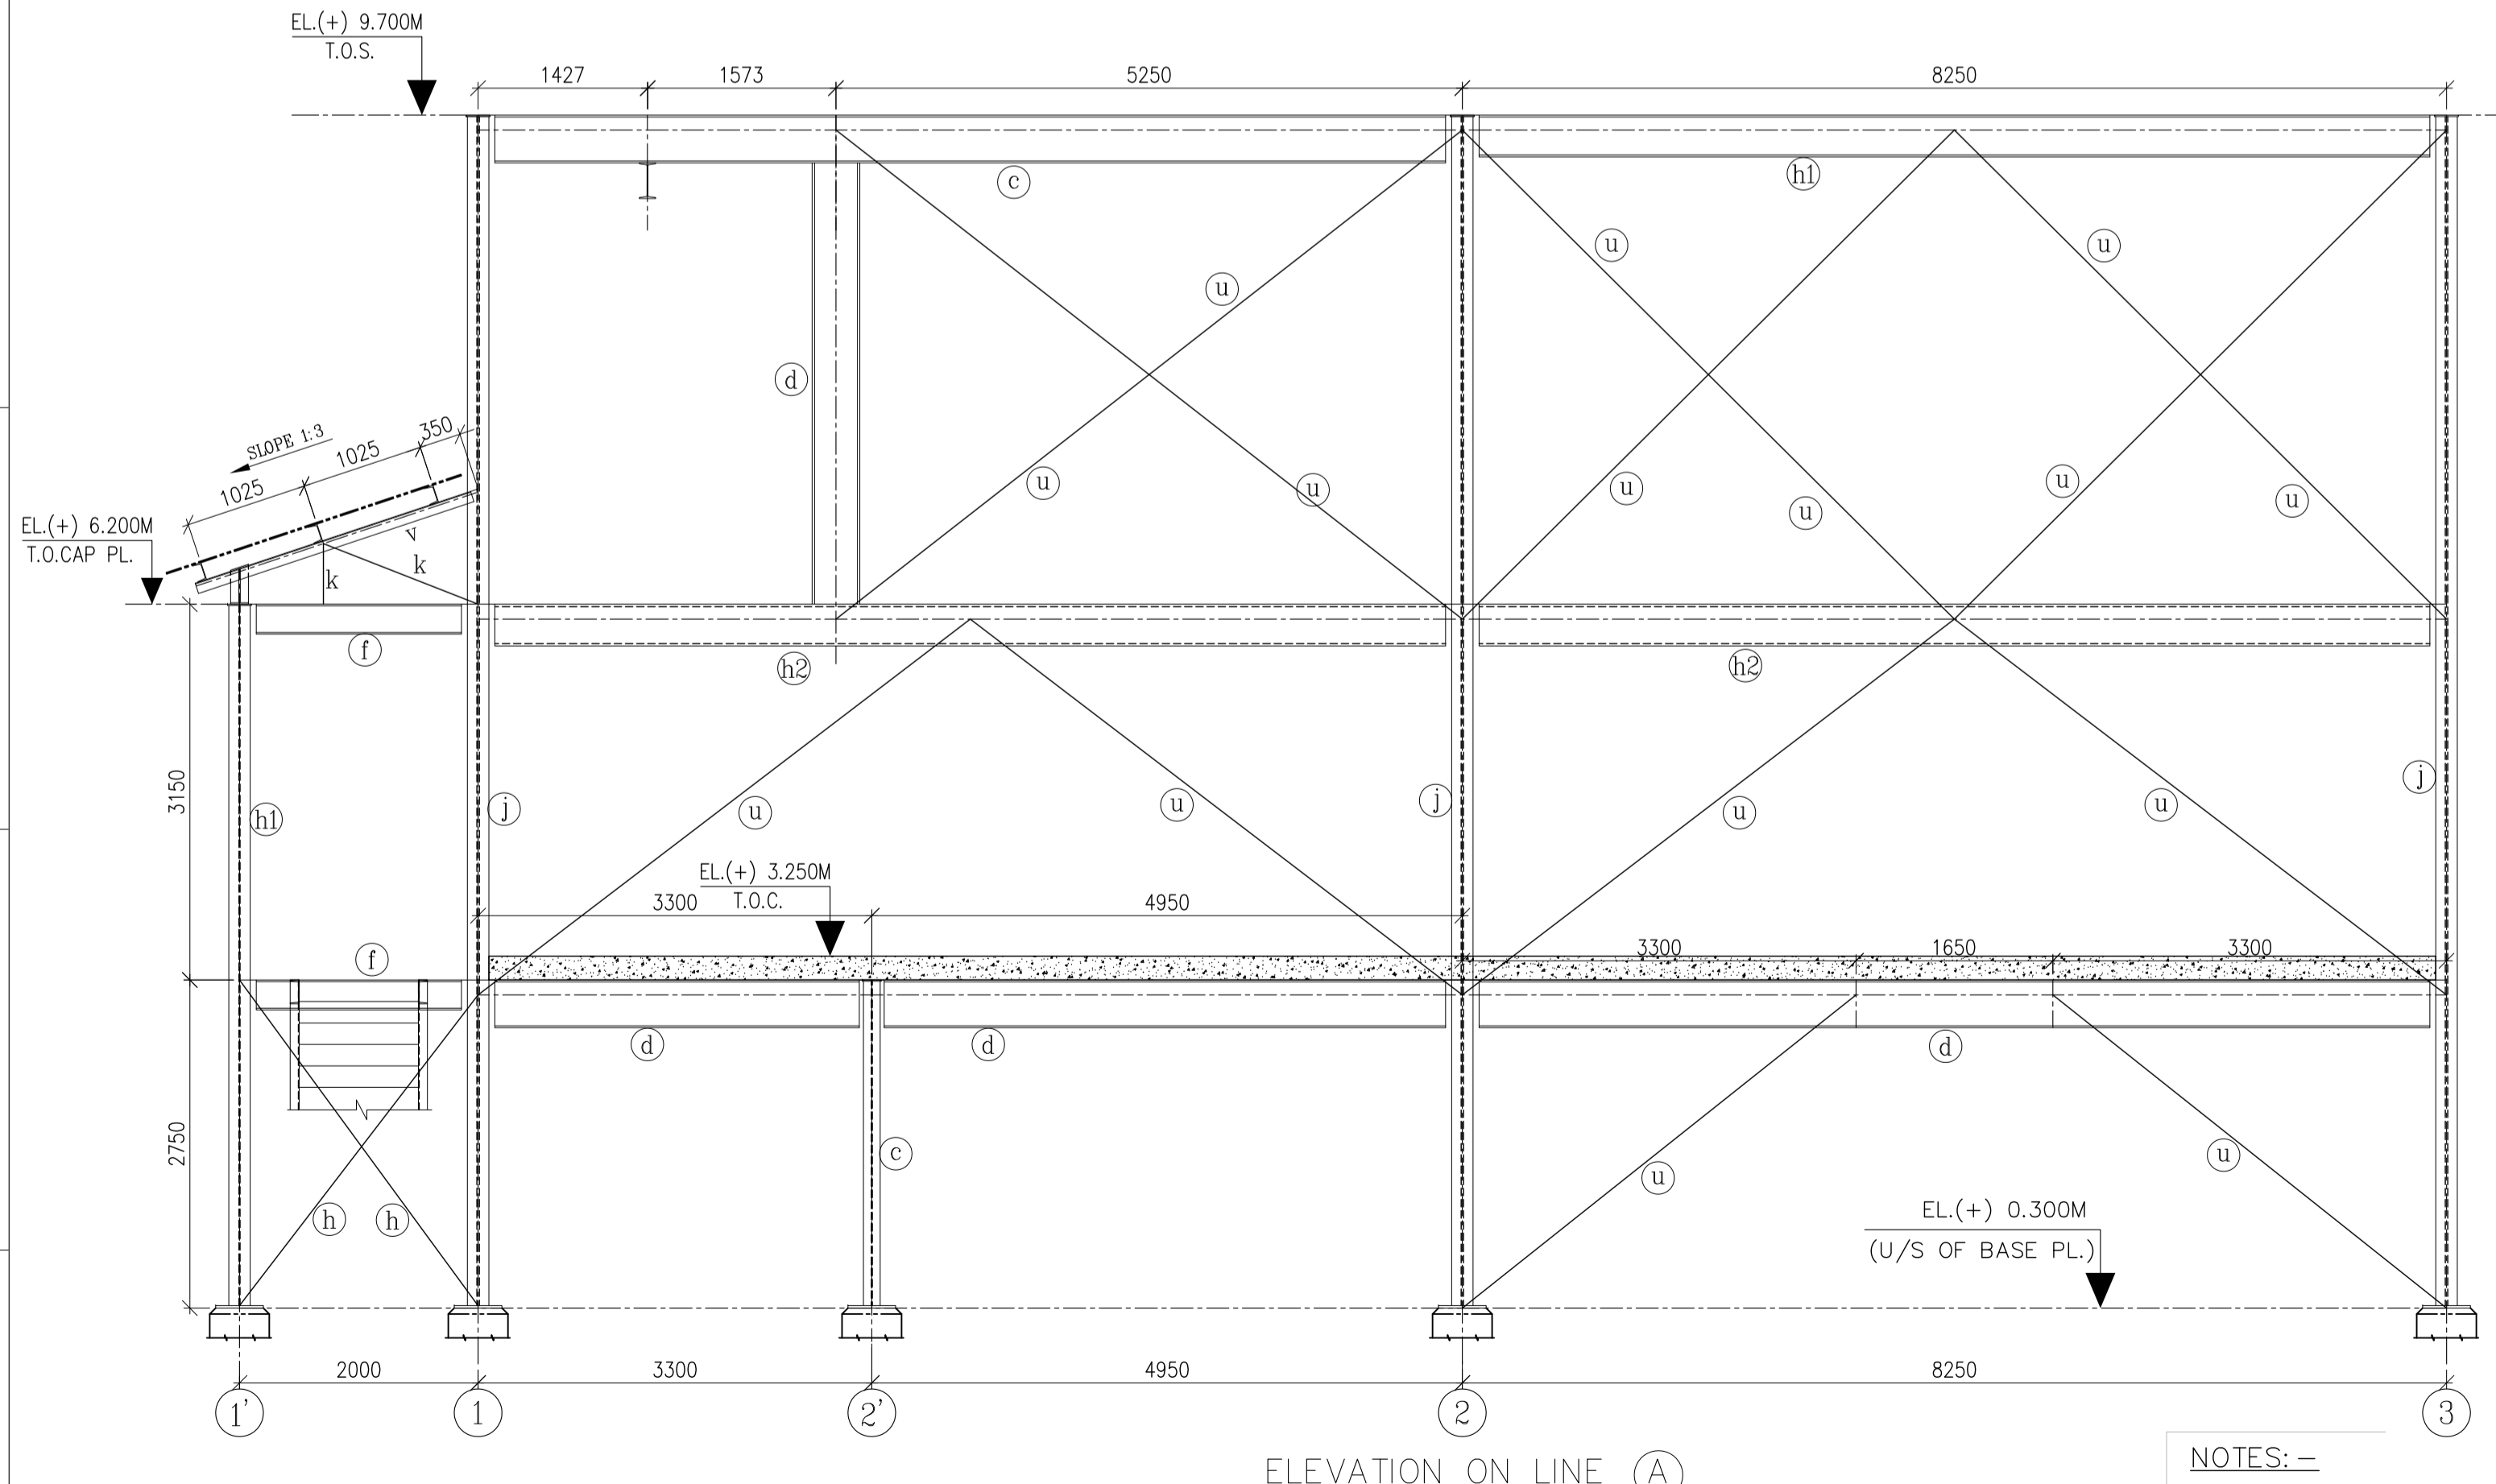 EL.(+) 9.700M
T.O.S.
1427 1573 5250 8250
c
h1
u u
u
d
SLOPE 1:3
1025 1025 350
u u u u u u
EL.(+) 6.200M
T.O.CAP PL.
v
k
k
f
h2
h2
3150
h1
j
j
j
u u u u
EL.(+) 3.250M
T.O.C.
3300 4950
3300 1650 3300
f
d d d
2750
c
u u
h h
EL.(+) 0.300M
(U/S OF BASE PL.)
2000 3300 4950 8250
1' 1 2' 2 3
ELEVATION ON LINE A
NOTES:–